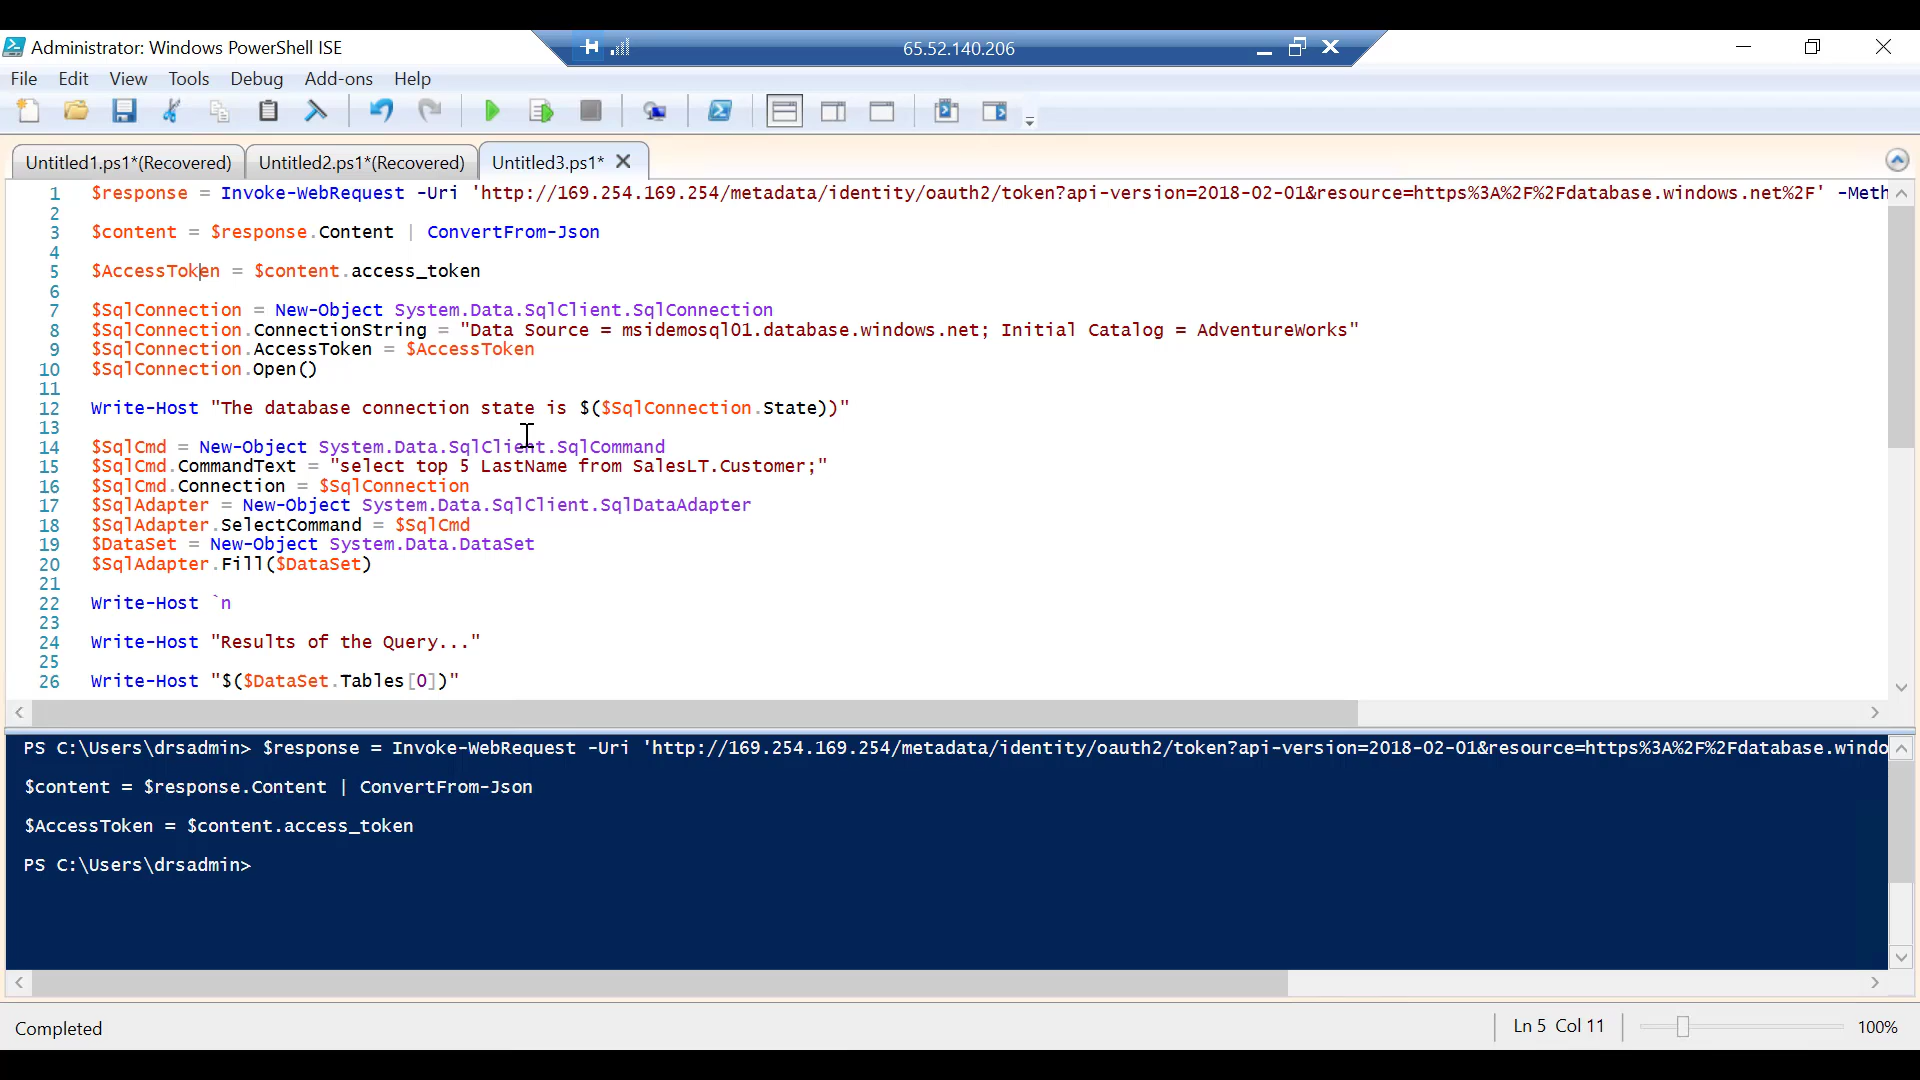 Administrator: Windows PowerShell ISE
65.52.140.206
File Edit View Tools Debug Add-ons Help
Untitled1.ps1*(Recovered) Untitled2.ps1*(Recovered) Untitled3.ps1*
1 $response = Invoke-WebRequest -Uri 'http://169.254.169.254/metadata/identity/oauth2/token?api-version=2018-02-01&resource=https%3A%2F%2Fdatabase.windows.net%2F' -Meth
2
3 $content = $response.Content | ConvertFrom-Json
4
5 $AccessToken = $content.access_token
6
7 $SqlConnection = New-Object System.Data.SqlClient.SqlConnection
8 $SqlConnection.ConnectionString = "Data Source = msidemosql01.database.windows.net; Initial Catalog = AdventureWorks"
9 $SqlConnection.AccessToken = $AccessToken
10 $SqlConnection.Open()
11
12 Write-Host "The database connection state is $($SqlConnection.State))"
13
14 $SqlCmd = New-Object System.Data.SqlClient.SqlCommand
15 $SqlCmd.CommandText = "select top 5 LastName from SalesLT.Customer;"
16 $SqlCmd.Connection = $SqlConnection
17 $SqlAdapter = New-Object System.Data.SqlClient.SqlDataAdapter
18 $SqlAdapter.SelectCommand = $SqlCmd
19 $DataSet = New-Object System.Data.DataSet
20 $SqlAdapter.Fill($DataSet)
21
22 Write-Host `n
23
24 Write-Host "Results of the Query..."
25
26 Write-Host "$($DataSet.Tables[0])"
PS C:\Users\drsadmin> $response = Invoke-WebRequest -Uri 'http://169.254.169.254/metadata/identity/oauth2/token?api-version=2018-02-01&resource=https%3A%2F%2Fdatabase.windo
$content = $response.Content | ConvertFrom-Json
$AccessToken = $content.access_token
PS C:\Users\drsadmin>
Completed
Ln 5 Col 11
100%